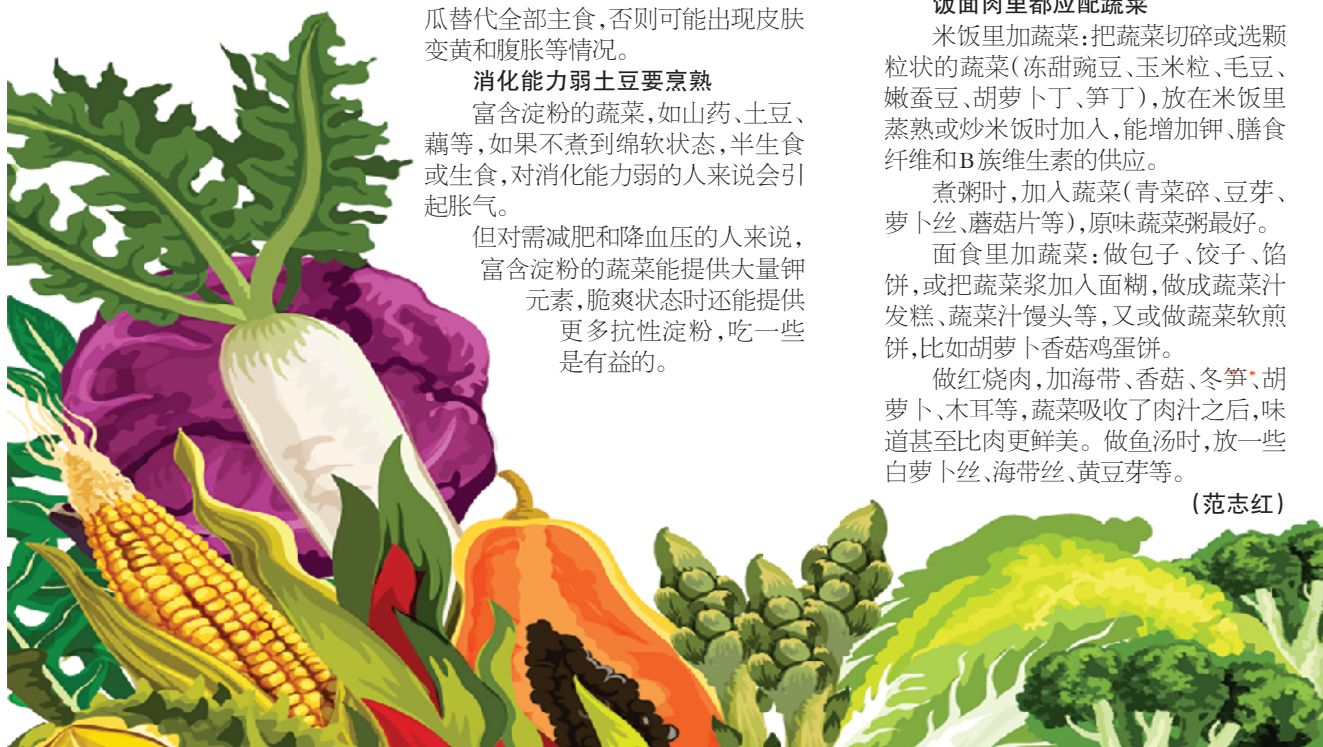 瓜替代全部主食,否则可能出现皮肤
变黄和腹胀等情况。
消化能力弱土豆要烹熟
富含淀粉的蔬菜,如山药、土豆、
藕等,如果不煮到绵软状态,半生食
或生食,对消化能力弱的人来说会引
起胀气。
但对需减肥和降血压的人来说,
富含淀粉的蔬菜能提供大量钾
元素,脆爽状态时还能提供
更多抗性淀粉,吃一些
是有益的。
饭面肉里都应配蔬菜
米饭里加蔬菜:把蔬菜切碎或选颗
粒状的蔬菜(冻甜豌豆、玉米粒、毛豆、
嫩蚕豆、胡萝卜丁、笋丁),放在米饭里
蒸熟或炒米饭时加入,能增加钾、膳食
纤维和B族维生素的供应。
煮粥时,加入蔬菜(青菜碎、豆芽、
萝卜丝、蘑菇片等),原味蔬菜粥最好。
面食里加蔬菜:做包子、饺子、馅
饼,或把蔬菜浆加入面糊,做成蔬菜汁
发糕、蔬菜汁馒头等,又或做蔬菜软煎
饼,比如胡萝卜香菇鸡蛋饼。
做红烧肉,加海带、香菇、冬笋、胡
萝卜、木耳等,蔬菜吸收了肉汁之后,味
道甚至比肉更鲜美。做鱼汤时,放一些
白萝卜丝、海带丝、黄豆芽等。
(范志红)